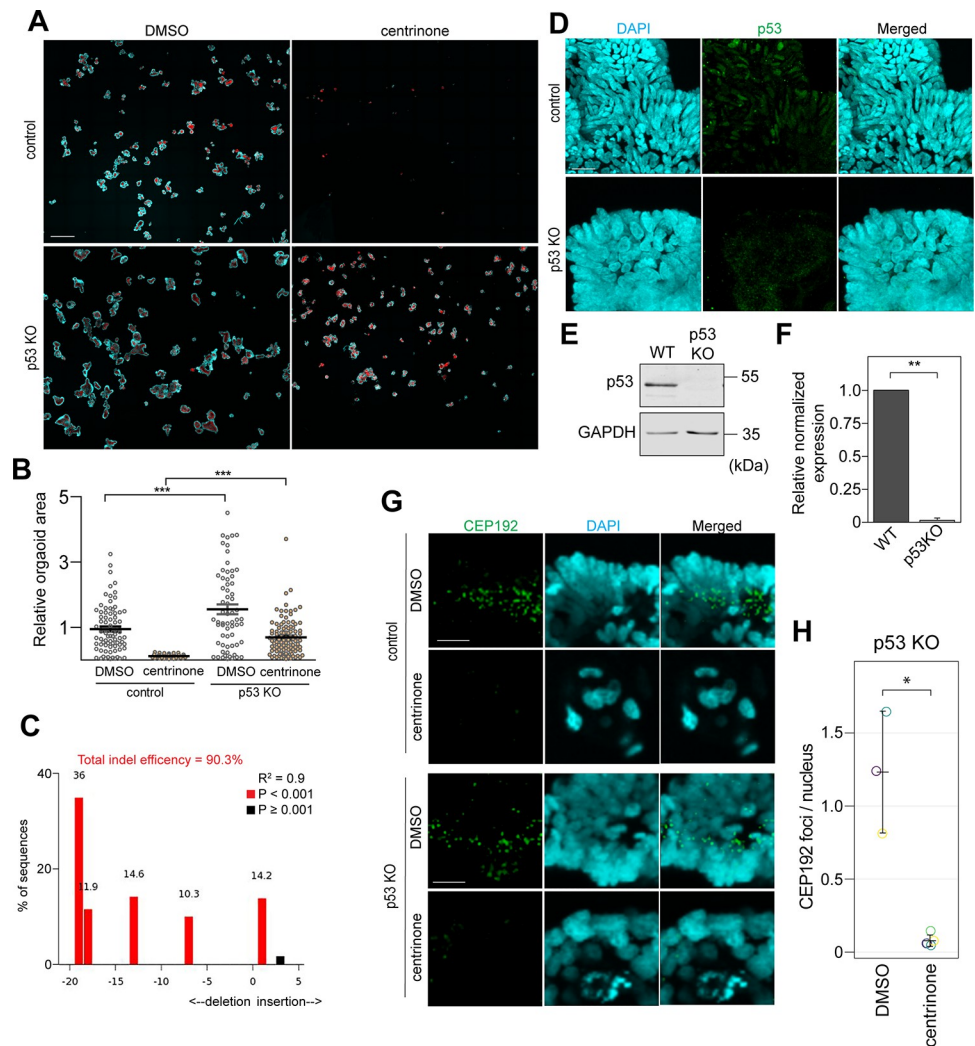 A
DMSO
centrinone
control
p53 KO
B
Relative orgaoid area
5
3
1
***
***
DMSO
centrinone
DMSO
centrinone
control
p53 KO
C
Total indel efficency = 90.3%
R² = 0.9
P < 0.001
P ≥ 0.001
% of sequences
40
20
0
36
11.9
14.6
10.3
14.2
-20
-15
-10
-5
0
5
<--deletion insertion-->
D
DAPI
p53
Merged
control
p53 KO
E
WT
p53
KO
p53
55
GAPDH
35
(kDa)
F
Relative normalized
expression
1.0
0.75
0.5
0.25
0
**
WT
p53KO
G
CEP192
DAPI
Merged
control
DMSO
centrinone
p53 KO
DMSO
centrinone
H
p53 KO
*
CEP192 foci / nucleus
1.5
1.0
0.5
0
DMSO
centrinone